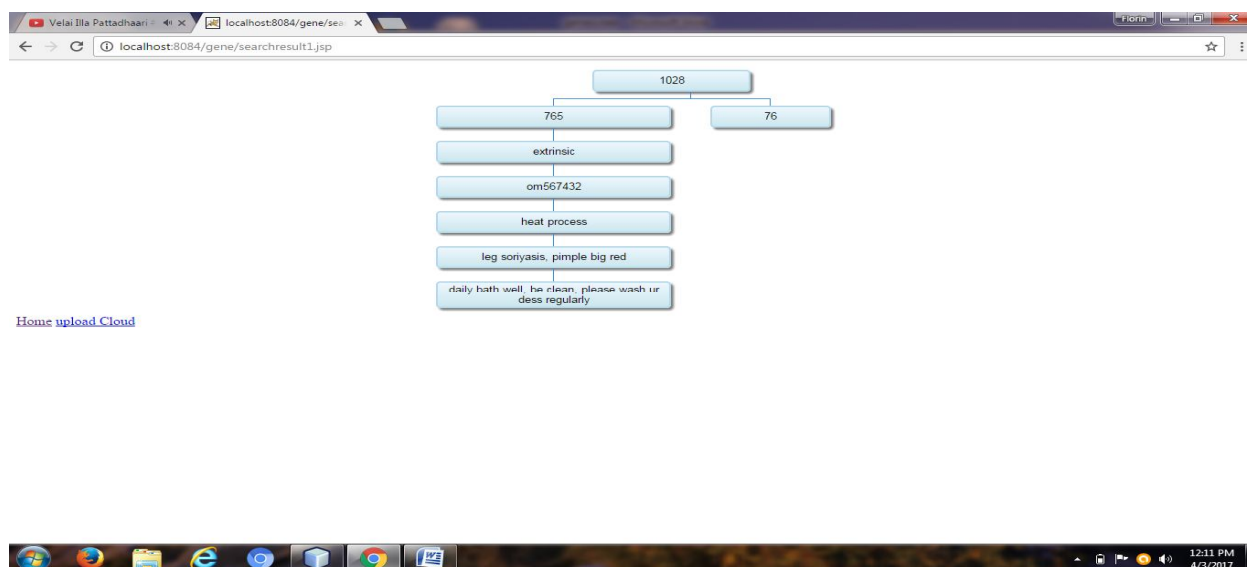 Velai Illa Pattadhaari
localhost:8084/gene/sea
Florin
localhost:8084/gene/searchresult1.jsp
1028
765
76
extrinsic
om567432
heat process
leg soriyasis, pimple big red
daily bath well, be clean, please wash ur
dess regularly
Home upload Cloud
12:11 PM
4/3/2017